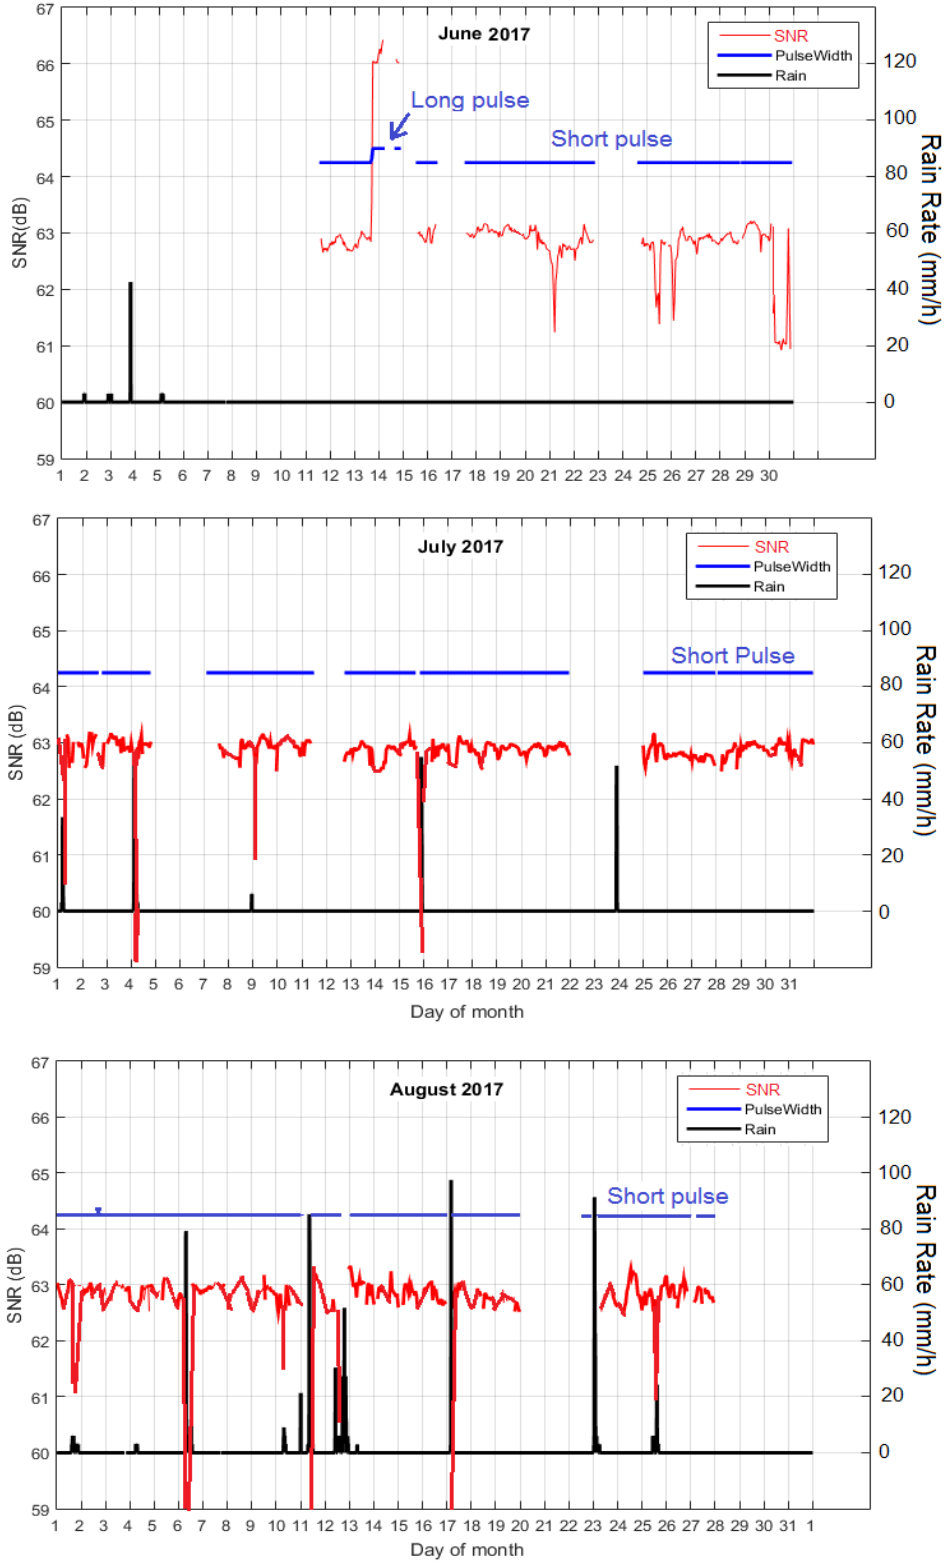 June 2017
SNR
PulseWidth
Rain
Long pulse
Short pulse
SNR(dB)
67
66
65
64
63
62
61
60
59
120
100
80
60
40
20
0
Rain Rate (mm/h)
1 2 3 4 5 6 7 8 9 10 11 12 13 14 15 16 17 18 19 20 21 22 23 24 25 26 27 28 29 30
July 2017
SNR
PulseWidth
Rain
Short Pulse
SNR (dB)
67
66
65
64
63
62
61
60
59
120
100
80
60
40
20
0
Rain Rate (mm/h)
1 2 3 4 5 6 7 8 9 10 11 12 13 14 15 16 17 18 19 20 21 22 23 24 25 26 27 28 29 30 31
Day of month
August 2017
SNR
PulseWidth
Rain
Short pulse
SNR (dB)
67
66
65
64
63
62
61
60
59
120
100
80
60
40
20
0
Rain Rate (mm/h)
1 2 3 4 5 6 7 8 9 10 11 12 13 14 15 16 17 18 19 20 21 22 23 24 25 26 27 28 29 30 31 1
Day of month